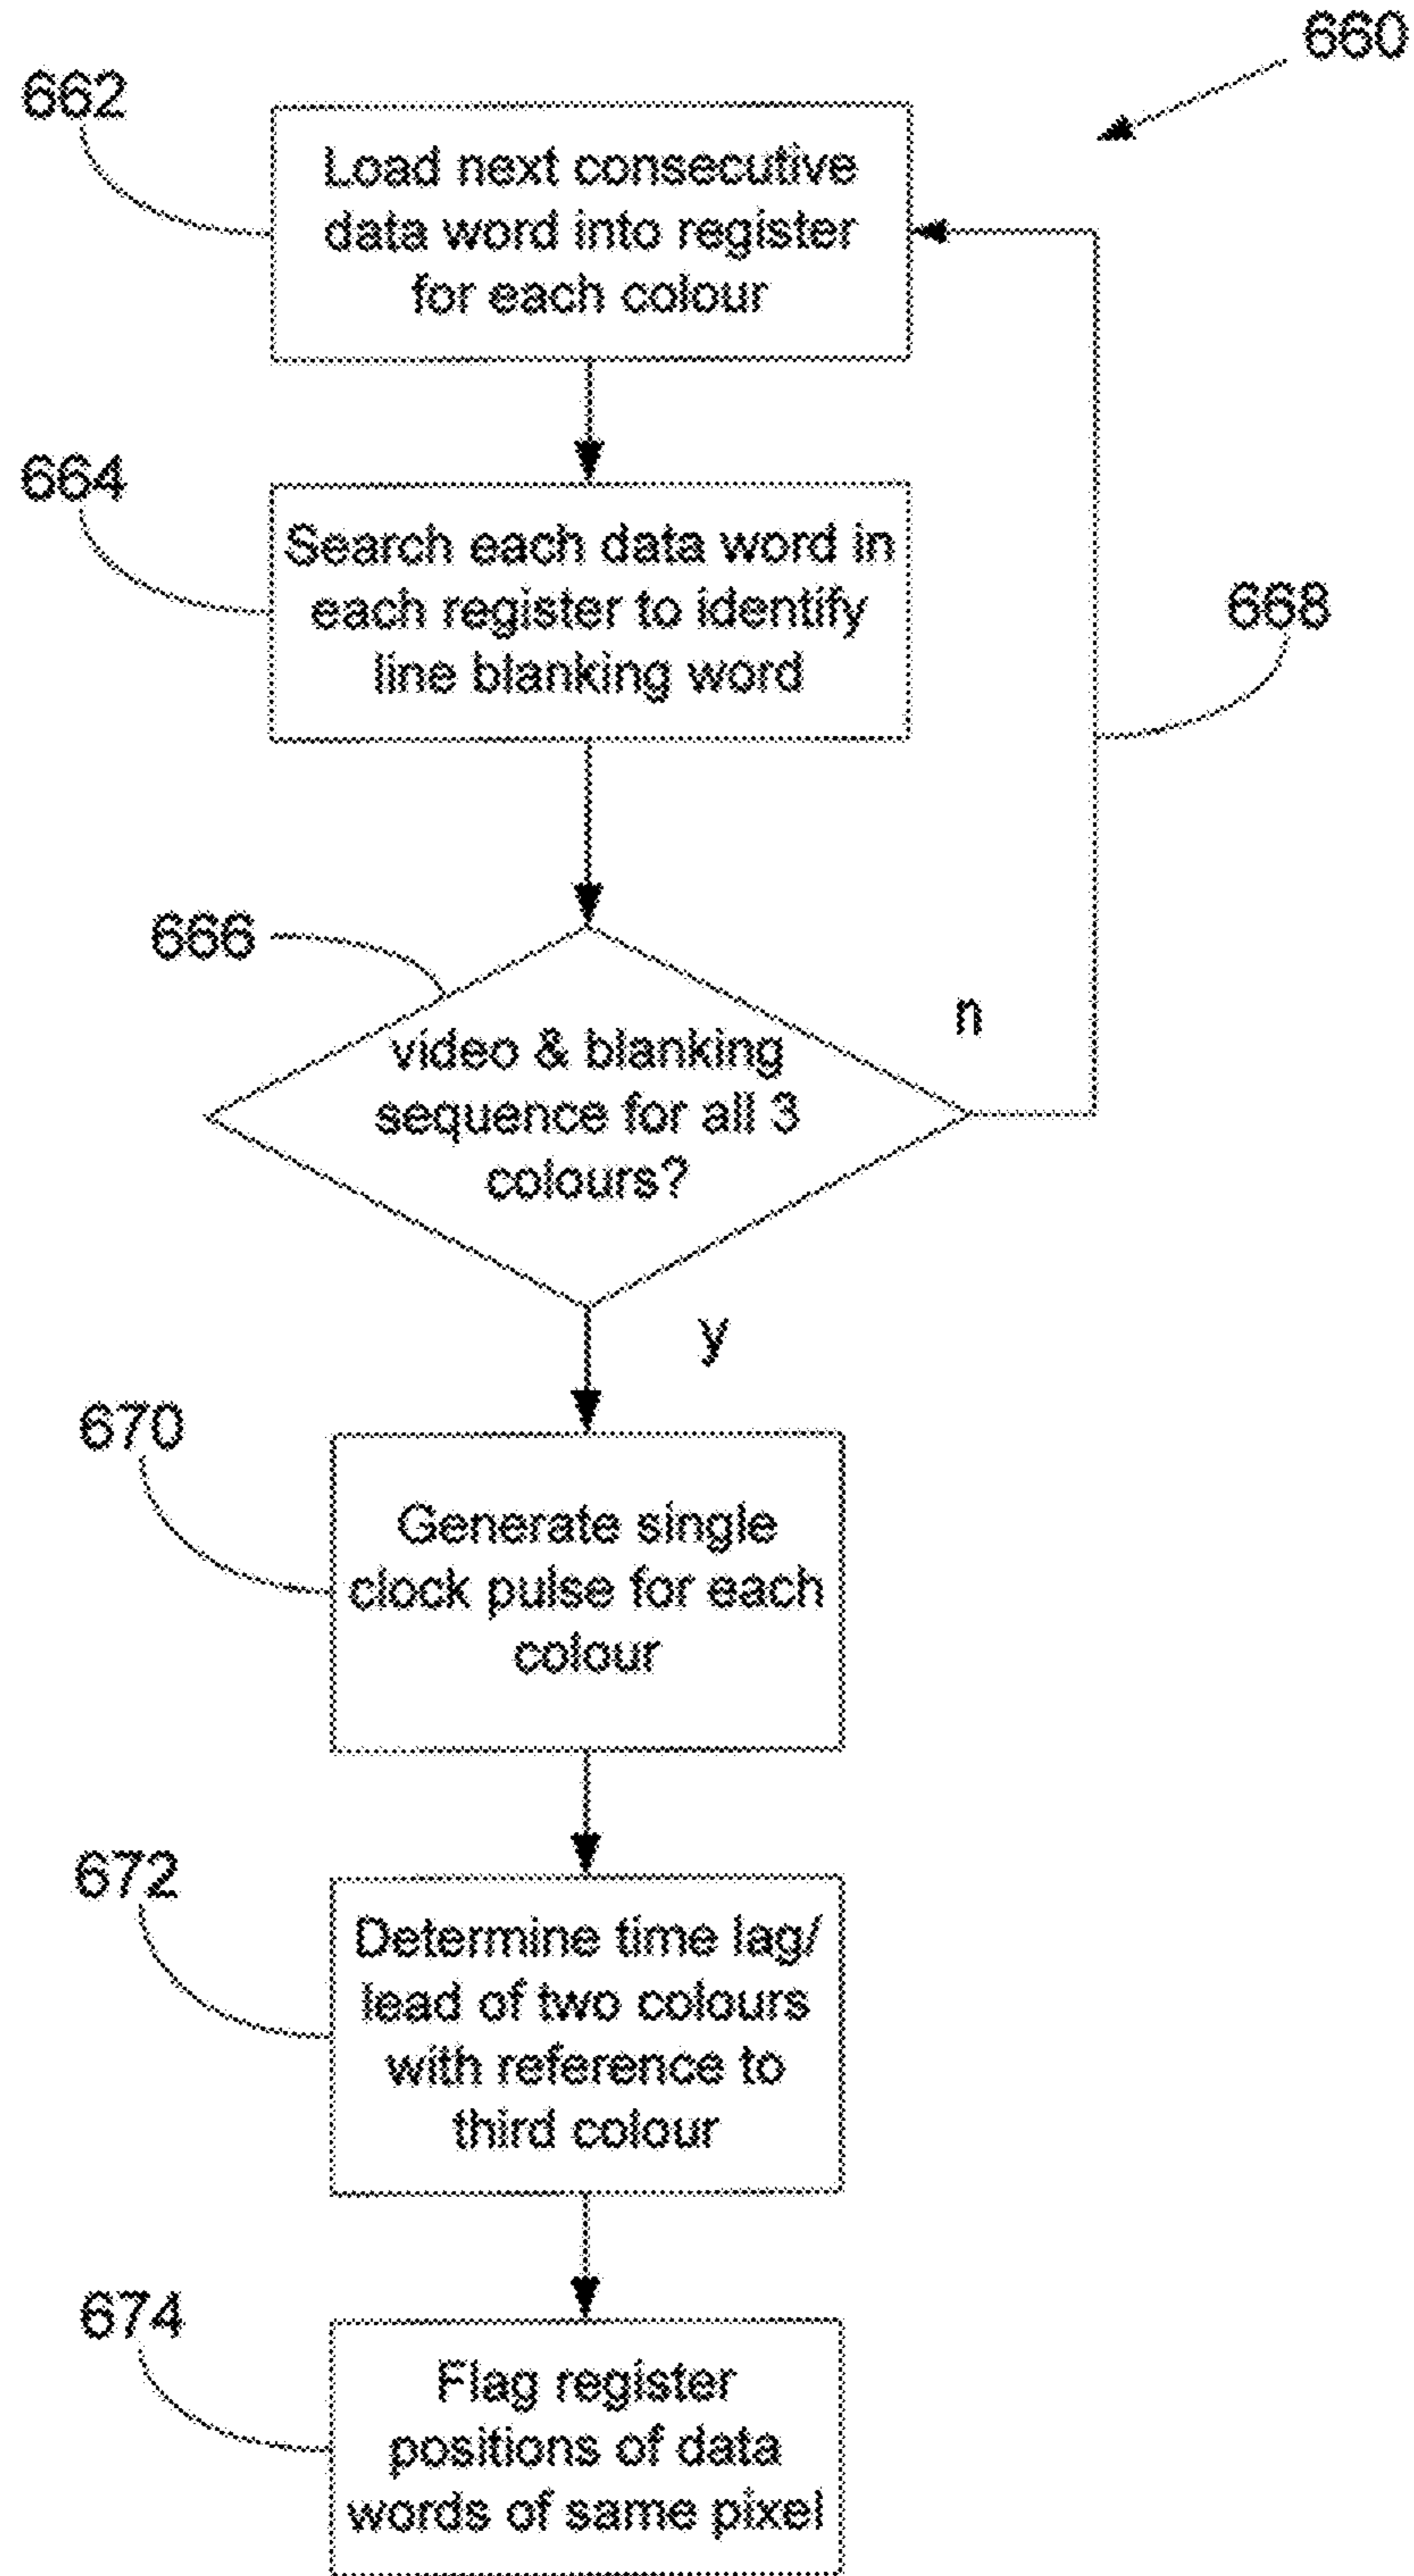 660
662
Load next consecutive
data word into register
for each colour
664
Search each data word in
each register to identify
line blanking word
668
666
n
video & blanking
sequence for all 3
colours?
y
670
Generate single
clock pulse for each
colour
672
Determine time lag/
lead of two colours
with reference to
third colour
674
Flag register
positions of data
words of same pixel